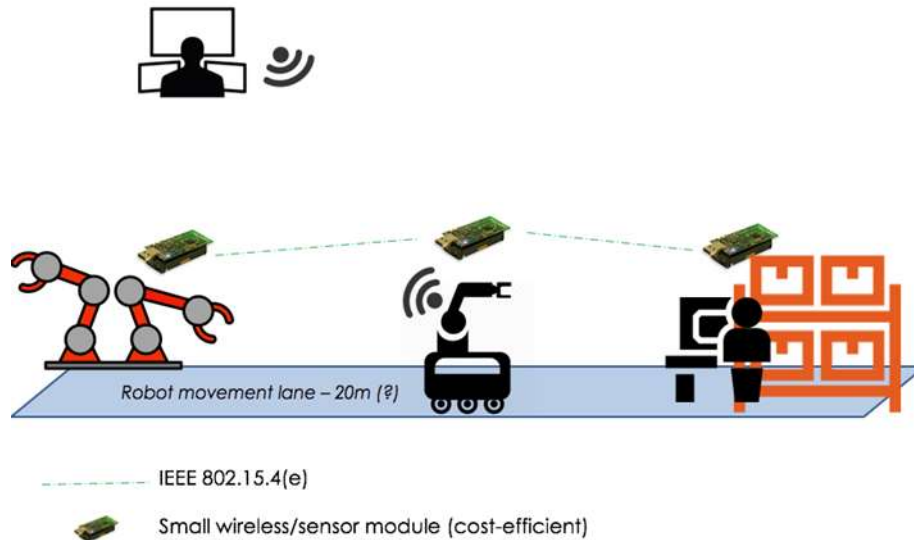 Robot movement lane – 20m (?)
IEEE 802.15.4(e)
Small wireless/sensor module (cost-efficient)